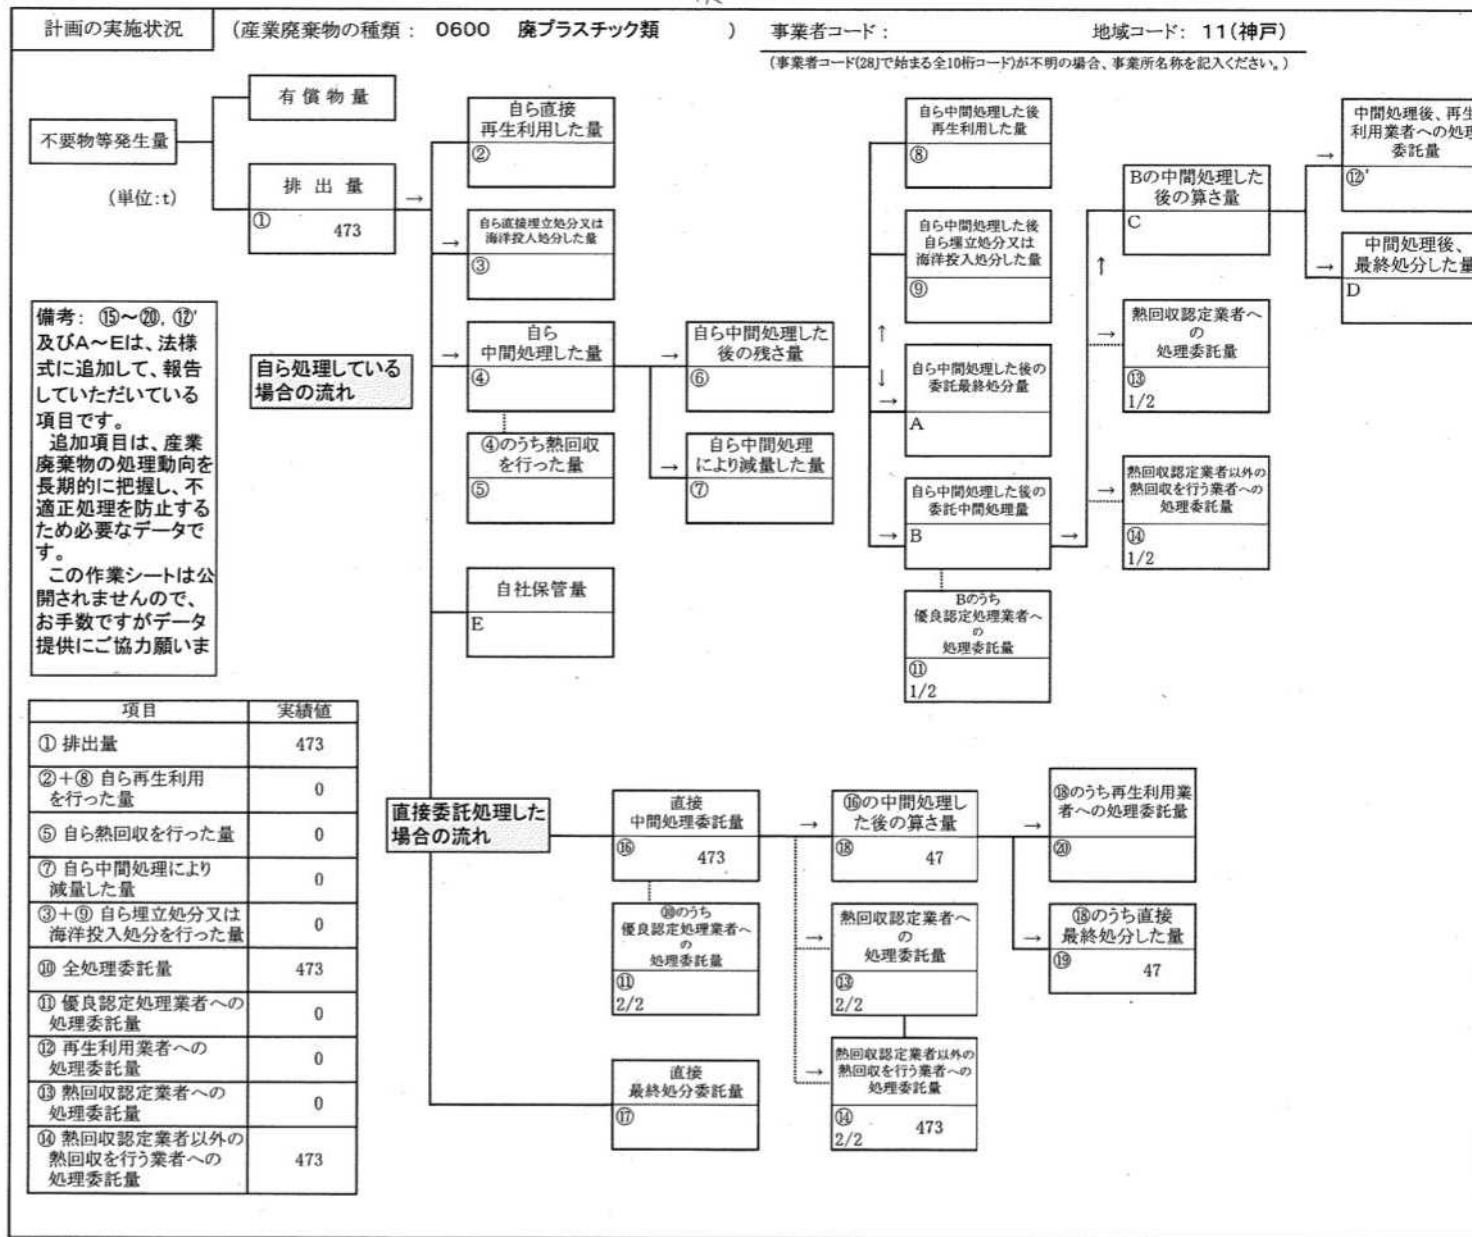 計画の実施状況
(産業廃棄物の種類： 0600 廃プラスチック類 )
事業者コード：
地域コード： 11(神戸)
(事業者コード(28｣で始まる全10桁コード)が不明の場合、事業所名称を記入ください。)
不要物等発生量
(単位:t)
有償物量
排出量
① 473
→
自ら直接
再生利用した量
②
→
自ら直接埋立処分又は
海洋投入処分した量
③
→
自ら
中間処理した量
④
④のうち熱回収
を行った量
⑤
→
自ら中間処理した
後の残さ量
⑥
→
自ら中間処理
により減量した量
⑦
自ら中間処理した後
再生利用した量
⑧
自ら中間処理した後
自ら埋立処分又は
海洋投入処分した量
⑨
↑
↓
→
自ら中間処理した後の
委託最終処分量
A
→
自ら中間処理した後の
委託中間処理量
B
→
Bのうち
優良認定処理業者へ
の
処理委託量
⑪
1/2
↑
Bの中間処理した
後の算さ量
C
→
中間処理後、再生
利用業者への処理
委託量
⑫'
→
中間処理後、
最終処分した量
D
→
熱回収認定業者へ
の
処理委託量
⑬
1/2
→
熱回収認定業者以外の
熱回収を行う業者への
処理委託量
⑭
1/2
備考： ⑮～⑳, ⑫'
及びA～Eは、法様
式に追加して、報告
していただいている
項目です。
追加項目は、産業
廃棄物の処理動向を
長期的に把握し、不
適正処理を防止する
ため必要なデータで
す。
この作業シートは公
開されませんので、
お手数ですがデータ
提供にご協力願いま
自ら処理している
場合の流れ
自社保管量
E
項目 実績値
① 排出量 473
②＋⑧ 自ら再生利用
を行った量 0
⑤ 自ら熱回収を行った量 0
⑦ 自ら中間処理により
減量した量 0
③＋⑨ 自ら埋立処分又は
海洋投入処分を行った量 0
⑩ 全処理委託量 473
⑪ 優良認定処理業者への
処理委託量 0
⑫ 再生利用業者への
処理委託量 0
⑬ 熱回収認定業者への
処理委託量 0
⑭ 熱回収認定業者以外の
熱回収を行う業者への
処理委託量 473
直接委託処理した
場合の流れ
直接
中間処理委託量
⑯ 473
⑩のうち
優良認定処理業者へ
の
処理委託量
⑪
2/2
直接
最終処分委託量
⑰
→
⑯の中間処理し
た後の算さ量
⑱ 47
→
熱回収認定業者へ
の
処理委託量
⑬
2/2
→
熱回収認定業者以外の
熱回収を行う業者への
処理委託量
⑭ 473
2/2
→
⑱のうち再生利用業
者への処理委託量
⑳
→
⑱のうち直接
最終処分した量
⑲ 47